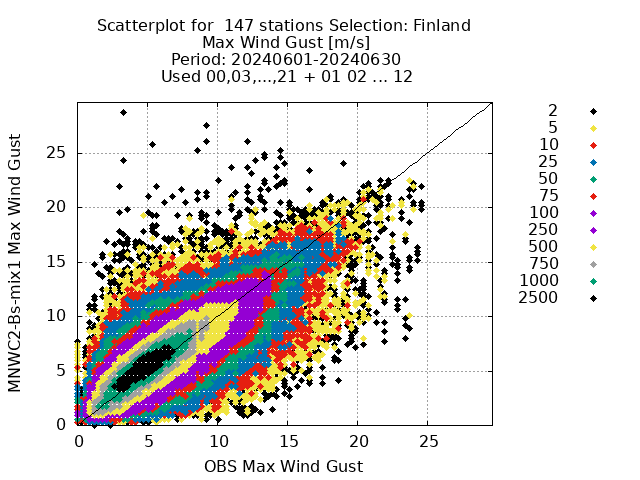 Scatterplot for  147 stations Selection: Finland
Max Wind Gust [m/s]
Period: 20240601-20240630
Used 00,03,...,21 + 01 02 ... 12
MNWC2-Bs-mix1 Max Wind Gust
25
20
15
10
5
0
0 5 10 15 20 25
OBS Max Wind Gust
2
5
10
25
50
75
100
250
500
750
1000
2500